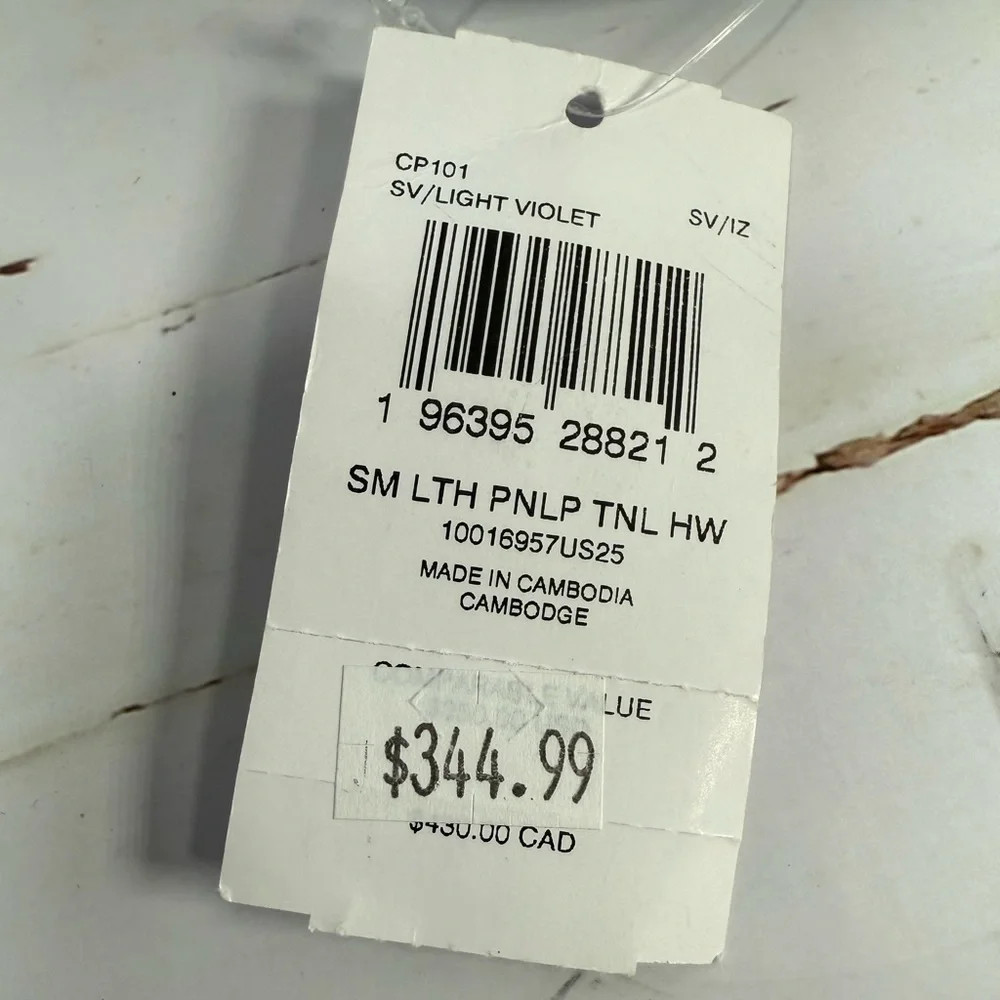 CP101
SV/LIGHT VIOLET SV/IZ
1 96395 28821 2
SM LTH PNLP TNL HW
10016957US25
MADE IN CAMBODIA
CAMBODGE
COMPARABLE VALUE
$344.99
$430.00 CAD